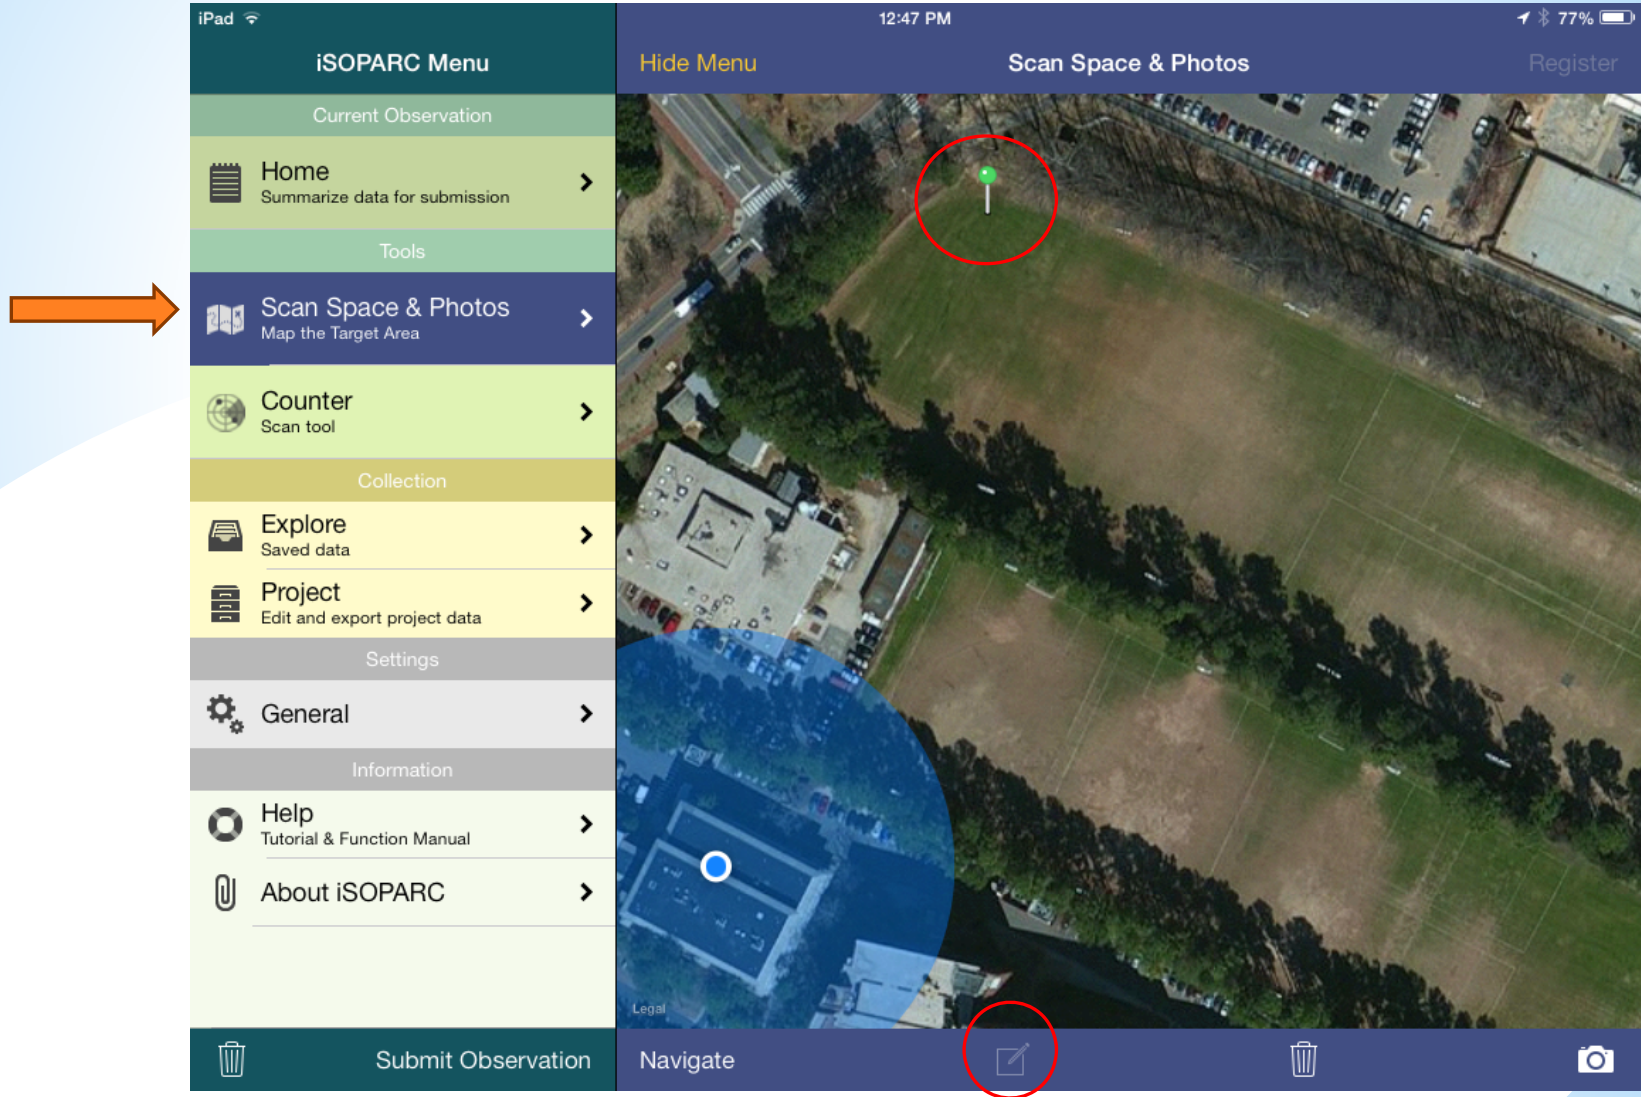 iPad
12:47 PM
77%
iSOPARC Menu
Hide Menu
Scan Space & Photos
Register
Current Observation
Home
Summarize data for submission
Tools
Scan Space & Photos
Map the Target Area
Counter
Scan tool
Collection
Explore
Saved data
Project
Edit and export project data
Settings
General
Information
Help
Tutorial & Function Manual
About iSOPARC
Legal
Submit Observation
Navigate